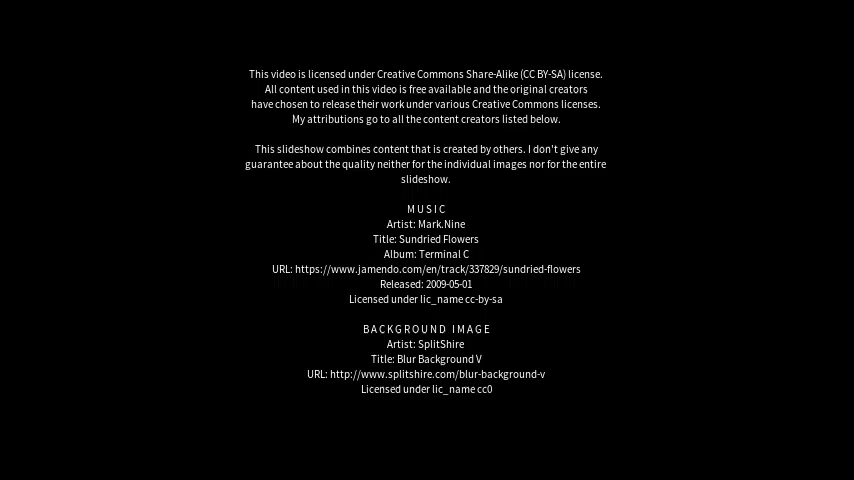 This video is licensed under Creative Commons Share-Alike (CC BY-SA) license.
All content used in this video is free available and the original creators
have chosen to release their work under various Creative Commons licenses.
My attributions go to all the content creators listed below.
This slideshow combines content that is created by others. I don't give any
guarantee about the quality neither for the individual images nor for the entire
slideshow.
MUSIC
Artist: Mark.Nine
Title: Sundried Flowers
Album: Terminal C
URL: https://www.jamendo.com/en/track/337829/sundried-flowers
Released: 2009-05-01
Licensed under lic_name cc-by-sa
BACKGROUND IMAGE
Artist: SplitShire
Title: Blur Background V
URL: http://www.splitshire.com/blur-background-v
Licensed under lic_name cc0